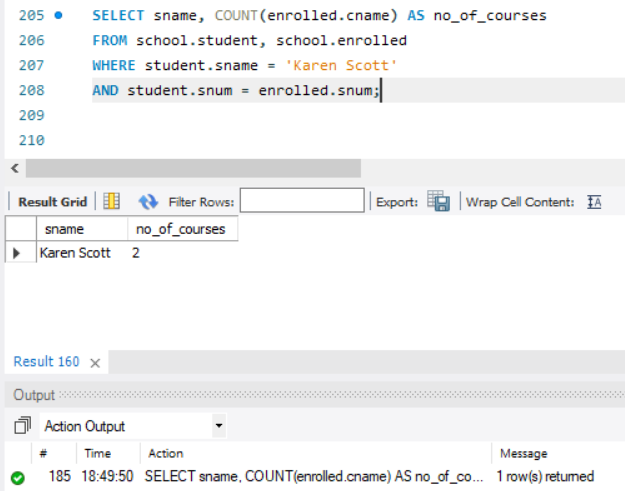 205 SELECT sname, COUNT(enrolled.cname) AS no_of_courses
206 FROM school.student, school.enrolled
207 WHERE student.sname = 'Karen Scott'
208 AND student.snum = enrolled.snum;
209
210
Result Grid Filter Rows: Export: Wrap Cell Content: IA
sname no_of_courses
Karen Scott 2
Result 160 ×
Output
Action Output
# Time Action Message
185 18:49:50 SELECT sname, COUNT(enrolled.cname) AS no_of_co... 1 row(s) returned